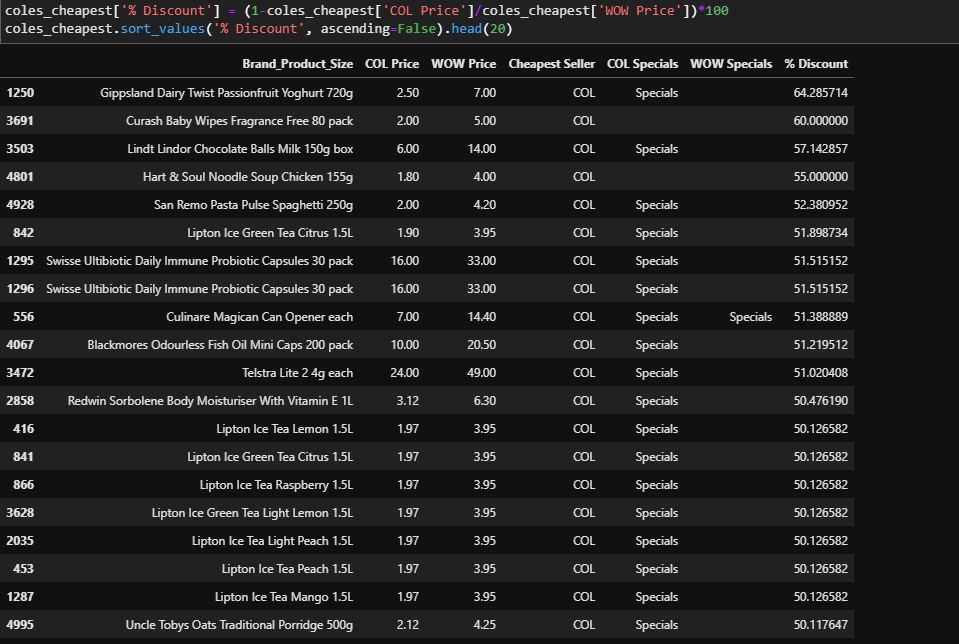 coles_cheapest['% Discount'] = (1-coles_cheapest['COL Price']/coles_cheapest['WOW Price'])*100
coles_cheapest.sort_values('% Discount', ascending=False).head(20)
Brand_Product_Size COL Price WOW Price Cheapest Seller COL Specials WOW Specials % Discount
1250 Gippsland Dairy Twist Passionfruit Yoghurt 720g 2.50 7.00 COL Specials 64.285714
3691 Curash Baby Wipes Fragrance Free 80 pack 2.00 5.00 COL 60.000000
3503 Lindt Lindor Chocolate Balls Milk 150g box 6.00 14.00 COL Specials 57.142857
4801 Hart & Soul Noodle Soup Chicken 155g 1.80 4.00 COL 55.000000
4928 San Remo Pasta Pulse Spaghetti 250g 2.00 4.20 COL Specials 52.380952
842 Lipton Ice Green Tea Citrus 1.5L 1.90 3.95 COL Specials 51.898734
1295 Swisse Ultibiotic Daily Immune Probiotic Capsules 30 pack 16.00 33.00 COL Specials 51.515152
1296 Swisse Ultibiotic Daily Immune Probiotic Capsules 30 pack 16.00 33.00 COL Specials 51.515152
556 Culinare Magican Can Opener each 7.00 14.40 COL Specials Specials 51.388889
4067 Blackmores Odourless Fish Oil Mini Caps 200 pack 10.00 20.50 COL Specials 51.219512
3472 Telstra Lite 2 4g each 24.00 49.00 COL Specials 51.020408
2858 Redwin Sorbolene Body Moisturiser With Vitamin E 1L 3.12 6.30 COL Specials 50.476190
416 Lipton Ice Tea Lemon 1.5L 1.97 3.95 COL Specials 50.126582
841 Lipton Ice Green Tea Citrus 1.5L 1.97 3.95 COL Specials 50.126582
866 Lipton Ice Tea Raspberry 1.5L 1.97 3.95 COL Specials 50.126582
3628 Lipton Ice Green Tea Light Lemon 1.5L 1.97 3.95 COL Specials 50.126582
2035 Lipton Ice Tea Light Peach 1.5L 1.97 3.95 COL Specials 50.126582
453 Lipton Ice Tea Peach 1.5L 1.97 3.95 COL Specials 50.126582
1287 Lipton Ice Tea Mango 1.5L 1.97 3.95 COL Specials 50.126582
4995 Uncle Tobys Oats Traditional Porridge 500g 2.12 4.25 COL Specials 50.117647